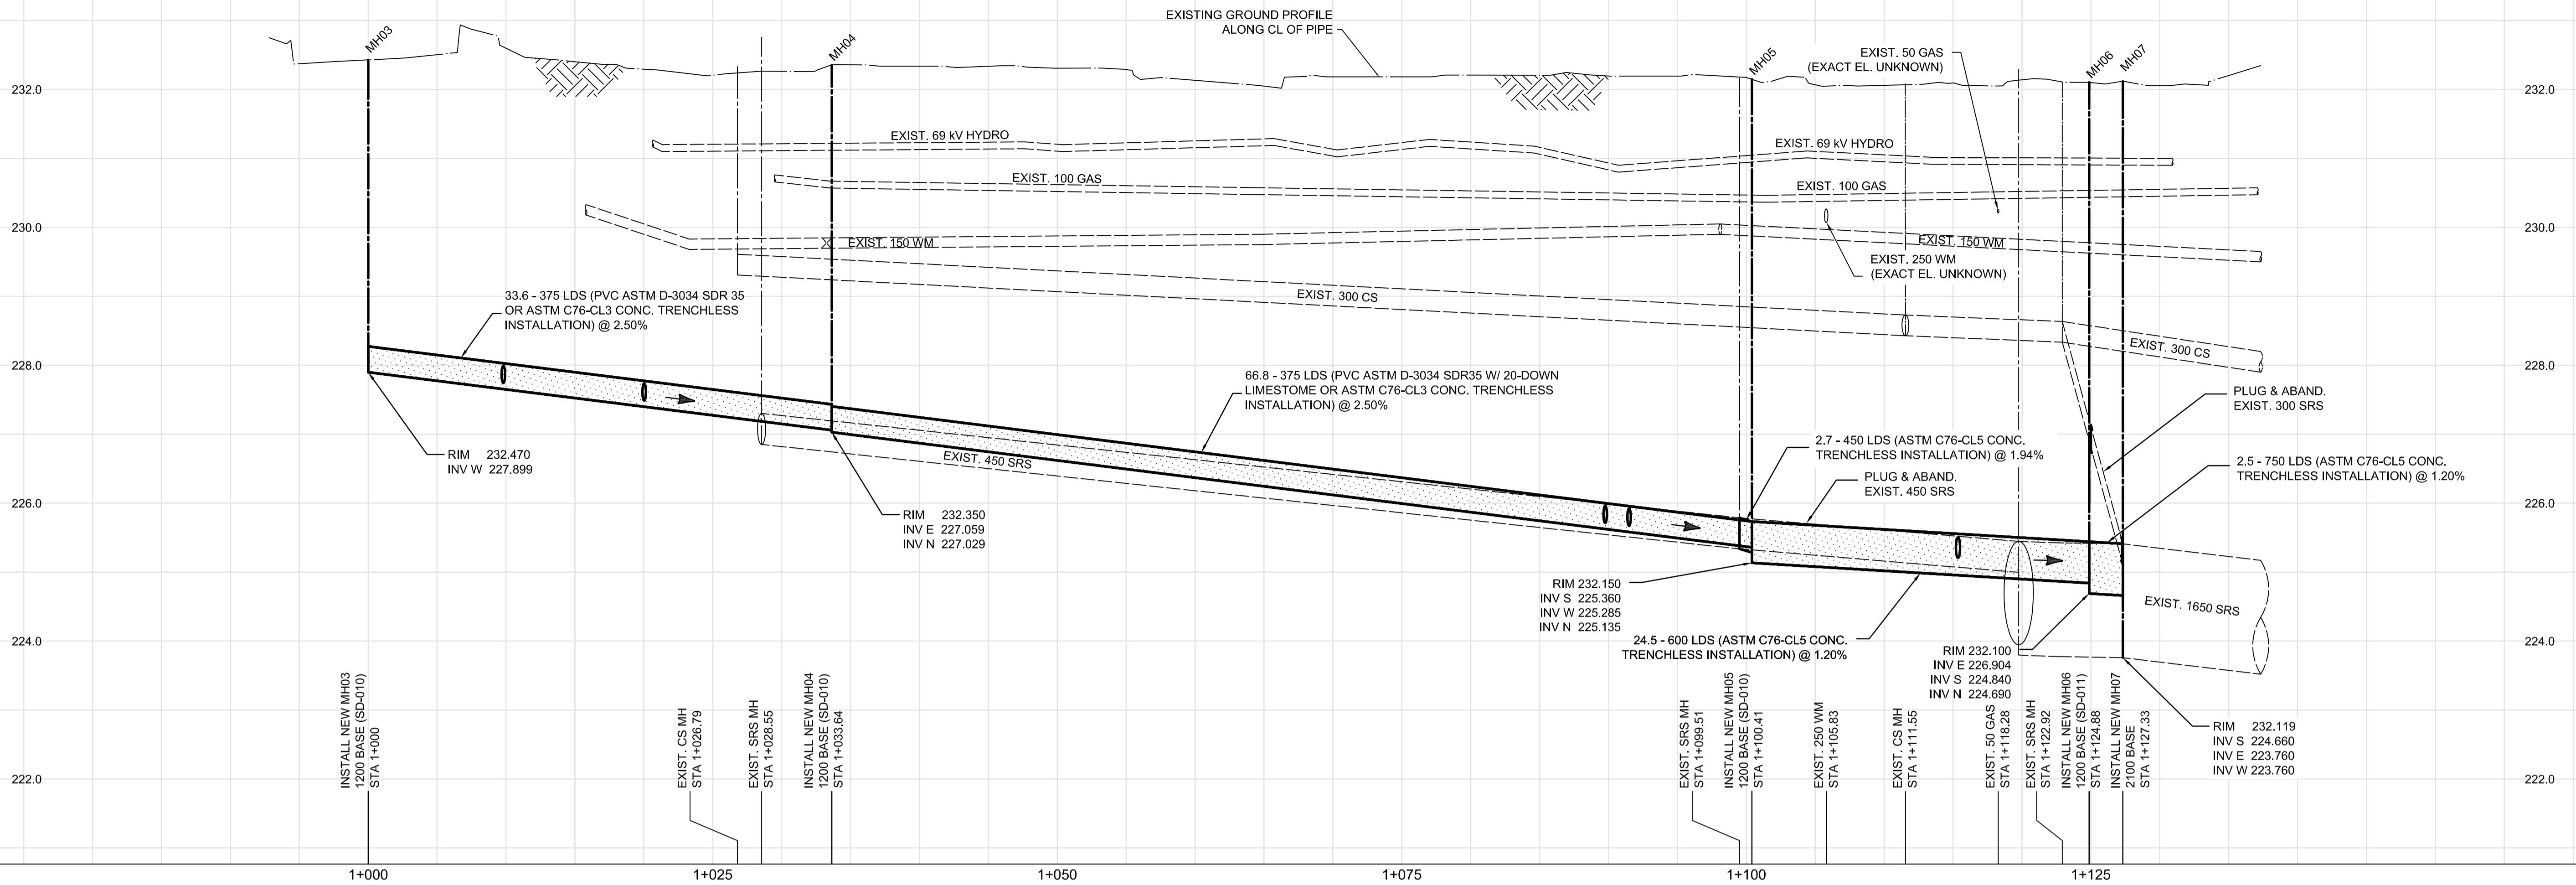 EXISTING GROUND PROFILE
ALONG CL OF PIPE
MH03
MH04
MH05
MH06
MH07
EXIST. 50 GAS
(EXACT EL. UNKNOWN)
232.0
232.0
EXIST. 69 kV HYDRO
EXIST. 69 kV HYDRO
EXIST. 100 GAS
EXIST. 100 GAS
230.0
230.0
EXIST. 150 WM
EXIST. 150 WM
EXIST. 250 WM
(EXACT EL. UNKNOWN)
EXIST. 300 CS
EXIST. 300 CS
33.6 - 375 LDS (PVC ASTM D-3034 SDR 35
OR ASTM C76-CL3 CONC. TRENCHLESS
INSTALLATION) @ 2.50%
228.0
228.0
66.8 - 375 LDS (PVC ASTM D-3034 SDR35 W/ 20-DOWN
LIMESTOME OR ASTM C76-CL3 CONC. TRENCHLESS
INSTALLATION) @ 2.50%
PLUG & ABAND.
EXIST. 300 SRS
2.7 - 450 LDS (ASTM C76-CL5 CONC.
TRENCHLESS INSTALLATION) @ 1.94%
2.5 - 750 LDS (ASTM C76-CL5 CONC.
TRENCHLESS INSTALLATION) @ 1.20%
PLUG & ABAND.
EXIST. 450 SRS
RIM 232.470
INV W 227.899
EXIST. 450 SRS
226.0
226.0
RIM 232.350
INV E 227.059
INV N 227.029
RIM 232.150
INV S 225.360
INV W 225.285
INV N 225.135
EXIST. 1650 SRS
224.0
224.0
24.5 - 600 LDS (ASTM C76-CL5 CONC.
TRENCHLESS INSTALLATION) @ 1.20%
RIM 232.100
INV E 226.904
INV S 224.840
INV N 224.690
RIM 232.119
INV S 224.660
INV E 223.760
INV W 223.760
INSTALL NEW MH03
1200 BASE (SD-010)
STA 1+000
EXIST. CS MH
STA 1+026.79
EXIST. SRS MH
STA 1+028.55
INSTALL NEW MH04
1200 BASE (SD-010)
STA 1+033.64
EXIST. SRS MH
STA 1+099.51
INSTALL NEW MH05
1200 BASE (SD-010)
STA 1+100.41
EXIST. 250 WM
STA 1+105.83
EXIST. CS MH
STA 1+111.55
EXIST. 50 GAS
STA 1+118.28
EXIST. SRS MH
STA 1+122.92
INSTALL NEW MH06
1200 BASE (SD-011)
STA 1+124.88
INSTALL NEW MH07
2100 BASE
STA 1+127.33
222.0
222.0
1+000
1+025
1+050
1+075
1+100
1+125